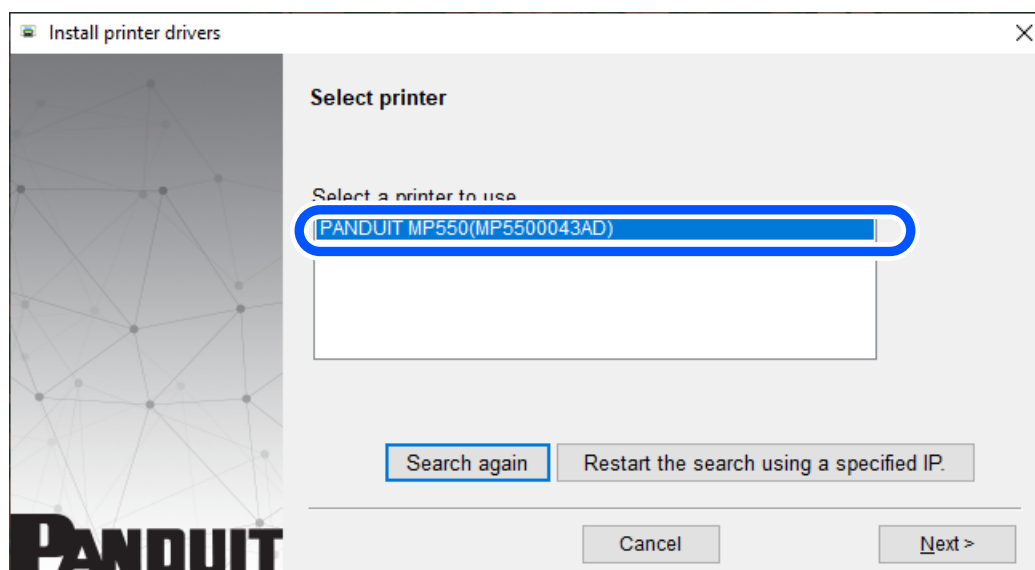 Install printer drivers
Select printer
Select a printer to use
PANDUIT MP550(MP5500043AD)
Search again
Restart the search using a specified IP.
Cancel
Next >
PANDUIT